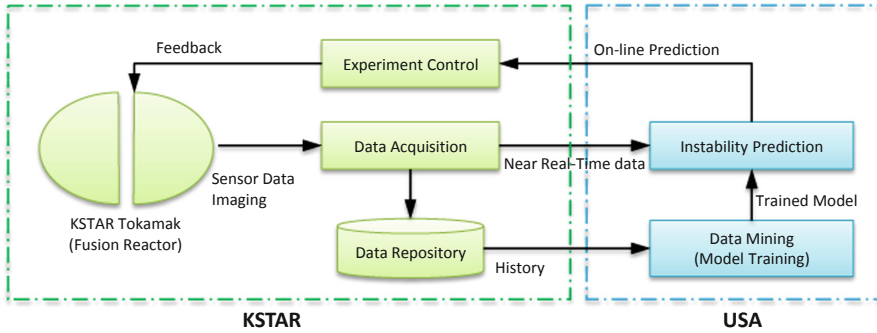 Feedback
Experiment Control
On-line Prediction
Data Acquisition
Instability Prediction
Near Real-Time data
Sensor Data
Imaging
KSTAR Tokamak
(Fusion Reactor)
Trained Model
Data Repository
History
Data Mining
(Model Training)
KSTAR
USA